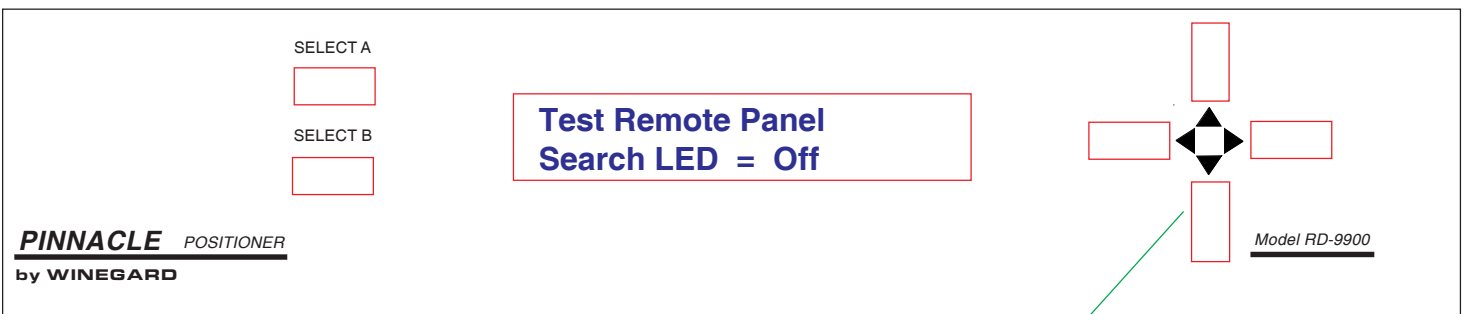 SELECT A
SELECT B
Test Remote Panel
Search LED = Off
PINNACLE POSITIONER
by WINEGARD
Model RD-9900